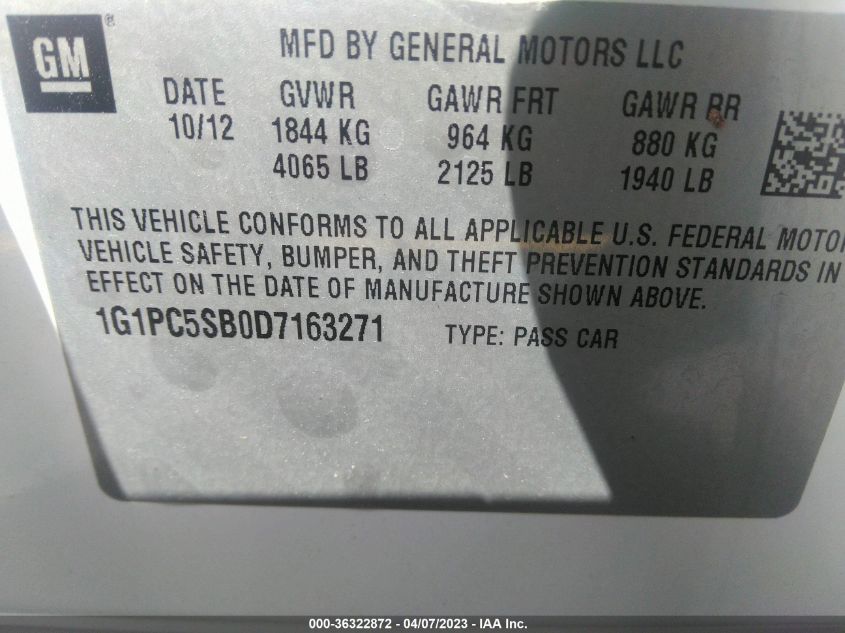 GM®
MFD BY GENERAL MOTORS LLC
DATE GVWR GAWR FRT GAWR RR
10/12 1844 KG 964 KG 880 KG
4065 LB 2125 LB 1940 LB
THIS VEHICLE CONFORMS TO ALL APPLICABLE U.S. FEDERAL MOTO
VEHICLE SAFETY, BUMPER, AND THEFT PREVENTION STANDARDS IN
EFFECT ON THE DATE OF MANUFACTURE SHOWN ABOVE.
1G1PC5SB0D7163271 TYPE: PASS CAR
000-36322872 - 04/07/2023 - IAA Inc.